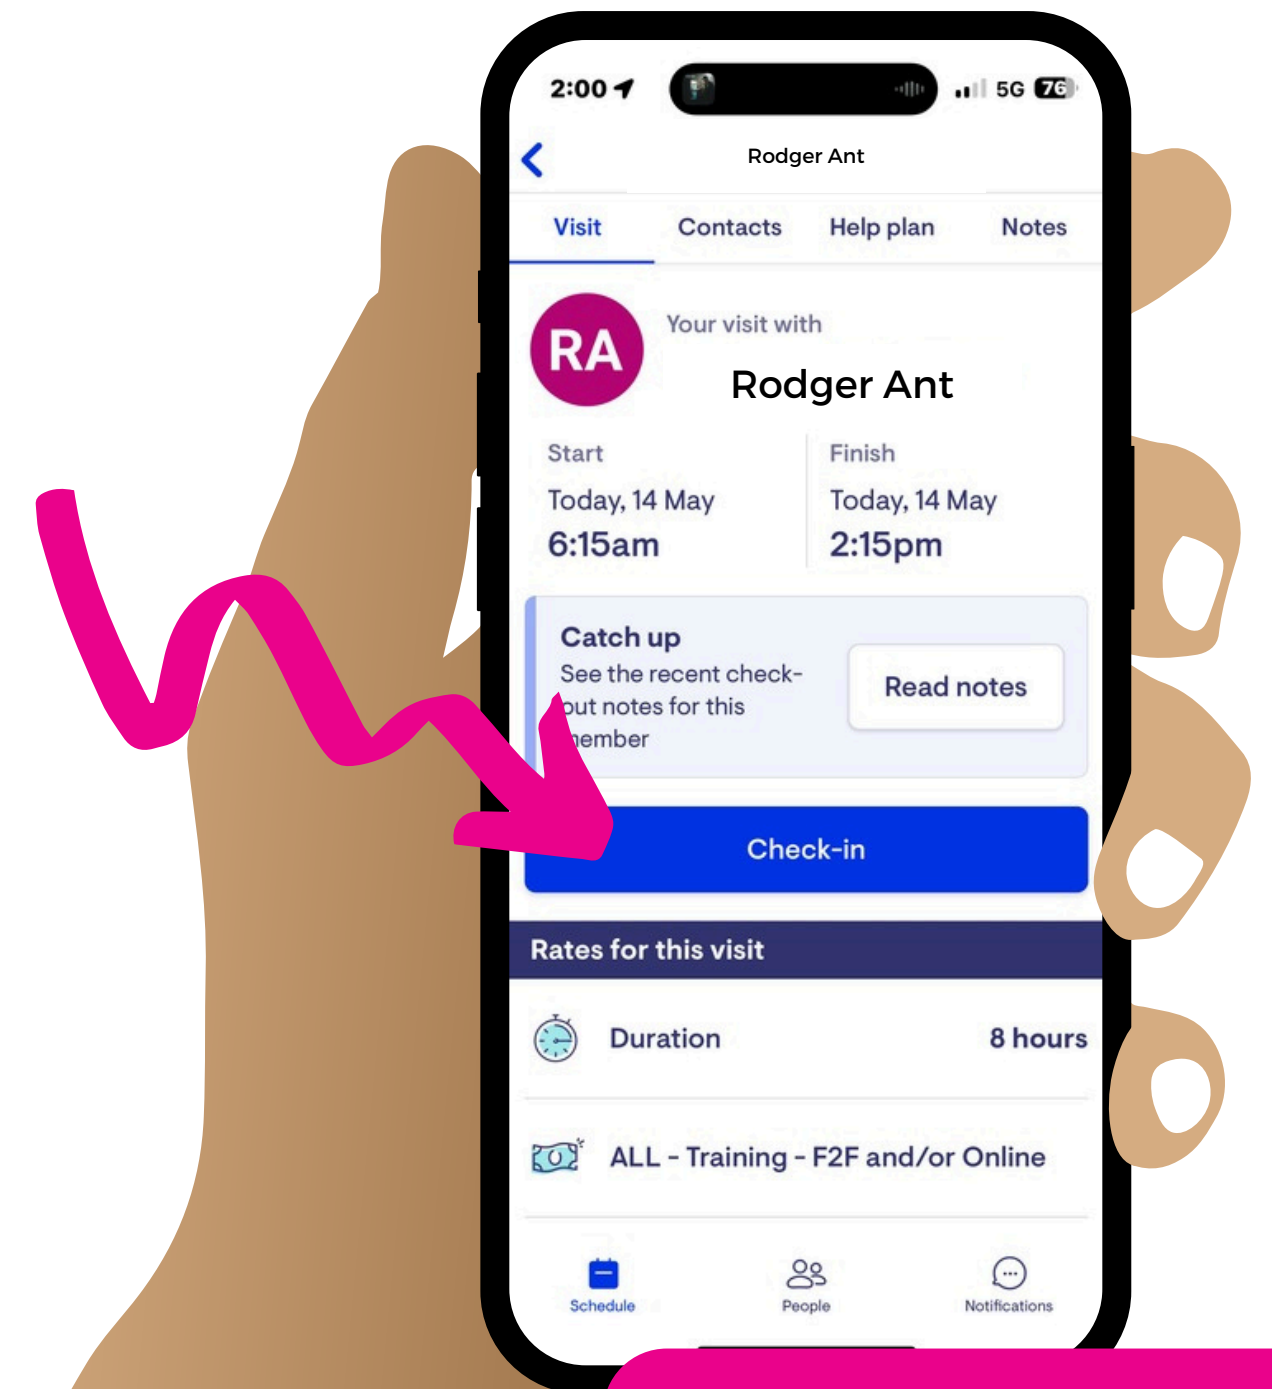 2:00 5G 76
Rodger Ant
Visit Contacts Help plan Notes
RA
Your visit with
Rodger Ant
Start Finish
Today, 14 May Today, 14 May
6:15am 2:15pm
Catch up
See the recent check-
out notes for this
member
Read notes
Check-in
Rates for this visit
Duration 8 hours
ALL - Training - F2F and/or Online
Schedule People Notifications